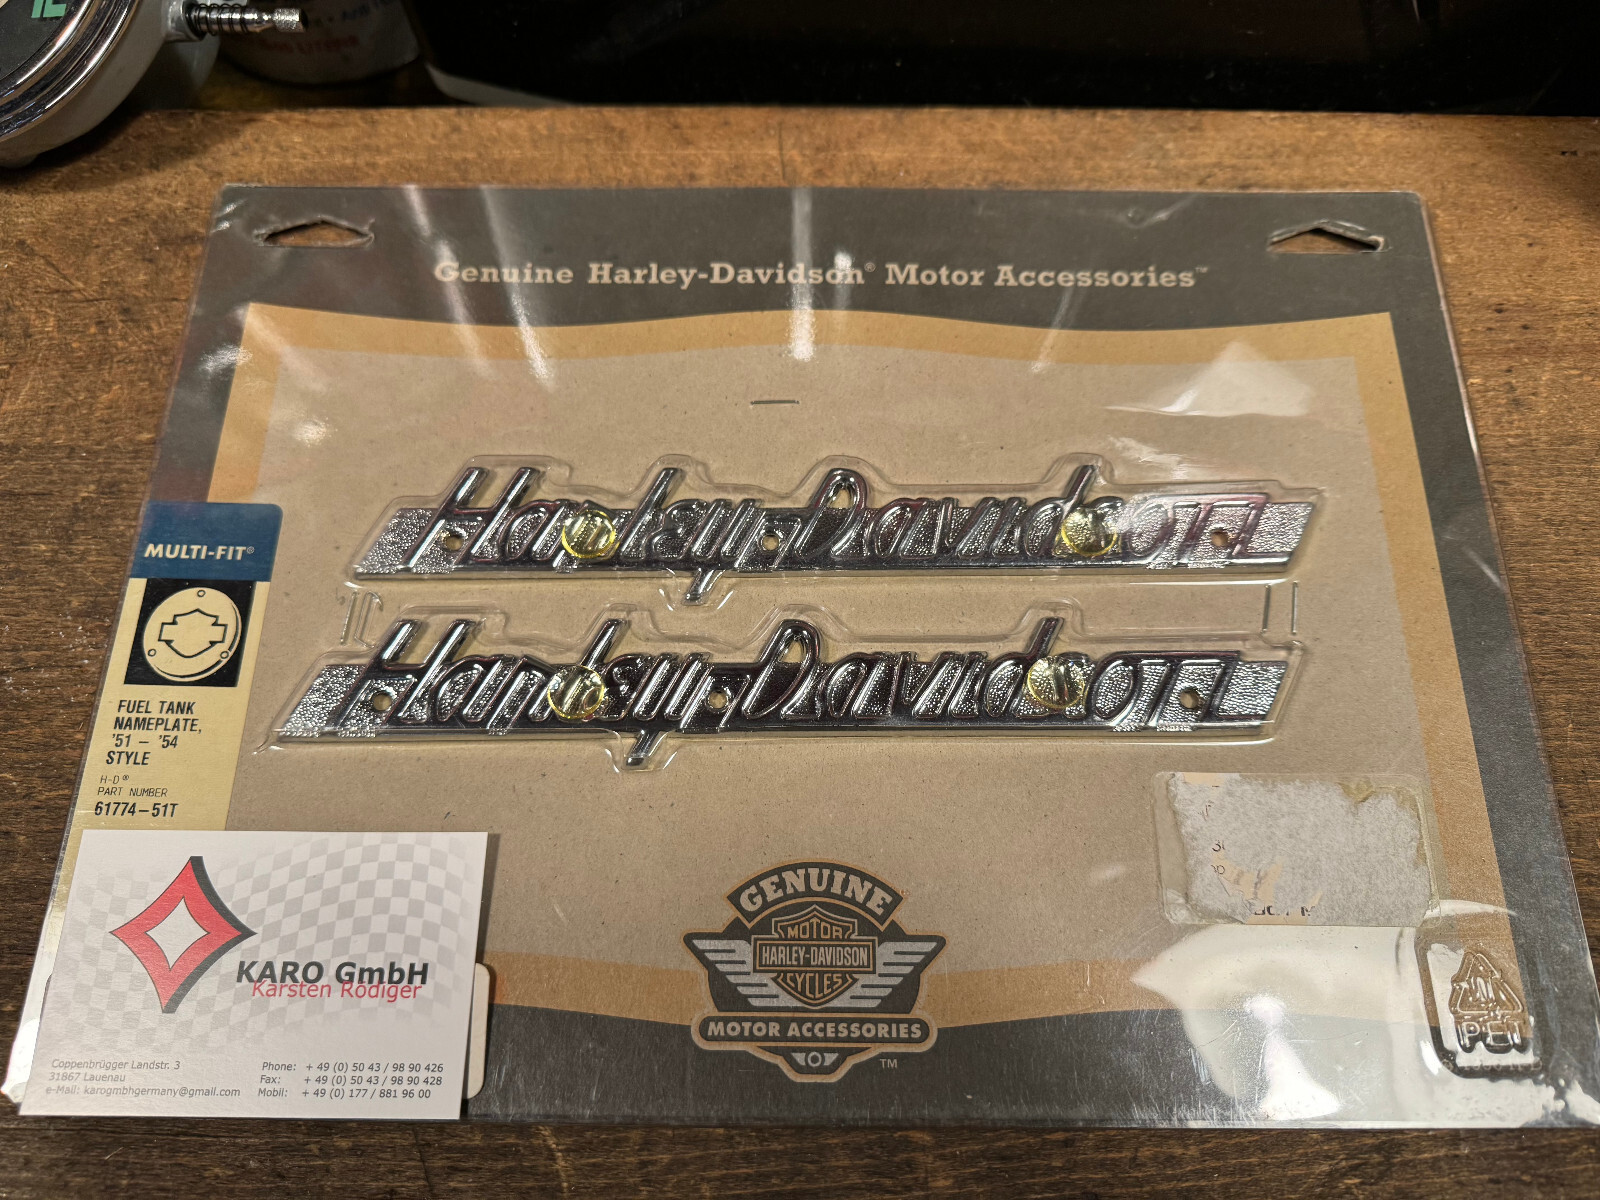 Genuine Harley-Davidson® Motor Accessories™
Harley-Davidson
Harley-Davidson
MULTI-FIT®
FUEL TANK
NAMEPLATE,
'51 – '54
STYLE
H-D®
PART NUMBER
61774-51T
GENUINE
MOTOR
HARLEY-DAVIDSON
CYCLES
MOTOR ACCESSORIES
TM
PET
KARO GmbH
Karsten Rödiger
Coppenbrügger Landstr. 3
31867 Lauenau
e-Mail: karogmbhgermany@gmail.com
Phone: + 49 (0) 50 43 / 98 90 426
Fax: + 49 (0) 50 43 / 98 90 428
Mobil: + 49 (0) 177 / 881 96 00